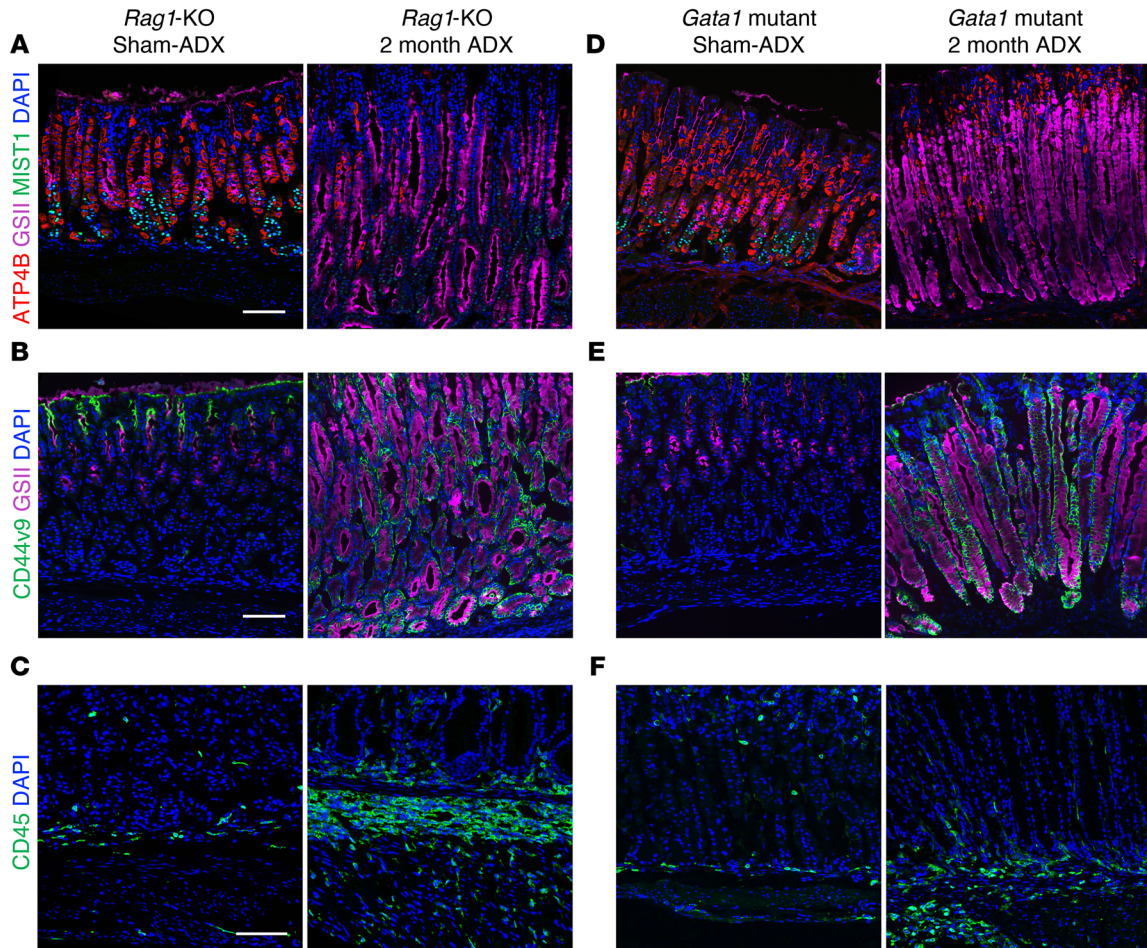 Rag1-KO
Sham-ADX
Rag1-KO
2 month ADX
Gata1 mutant
Sham-ADX
Gata1 mutant
2 month ADX
A
D
ATP4B GSII MIST1 DAPI
B
E
CD44v9 GSII DAPI
C
F
CD45 DAPI